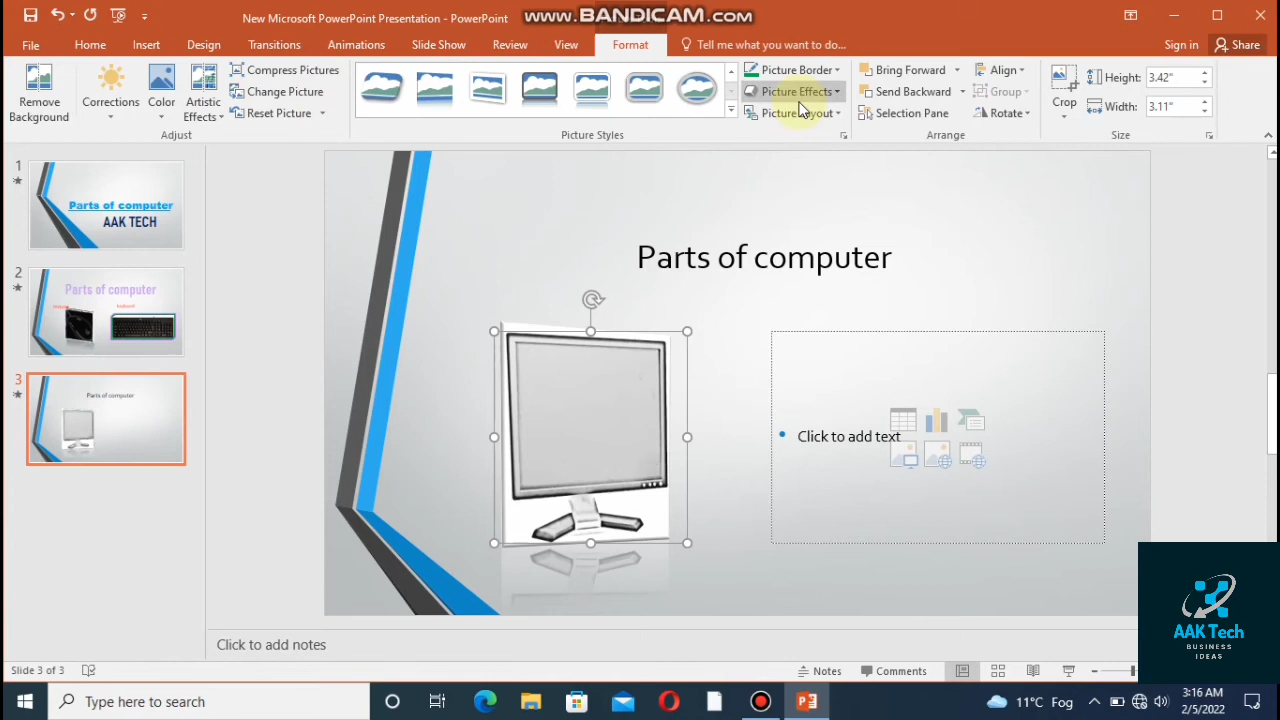 New Microsoft PowerPoint Presentation - PowerPoint
www.BANDICAM.com
File Home Insert Design Transitions Animations Slide Show Review View Format Tell me what you want to do... Sign in Share
Remove Background
Corrections
Color
Artistic Effects
Compress Pictures
Change Picture
Reset Picture
Adjust
Picture Styles
Picture Border
Picture Effects
Picture Layout
Bring Forward
Send Backward
Selection Pane
Align
Group
Rotate
Arrange
Crop
Height: 3.42"
Width: 3.11"
Size
1
Parts of computer
AAK TECH
2
Parts of computer
keyboard
3
Parts of computer
Parts of computer
Click to add text
Click to add notes
AAK Tech
BUSINESS
IDEAS
Slide 3 of 3
Notes
Comments
Type here to search
11°C Fog
3:16 AM
2/5/2022